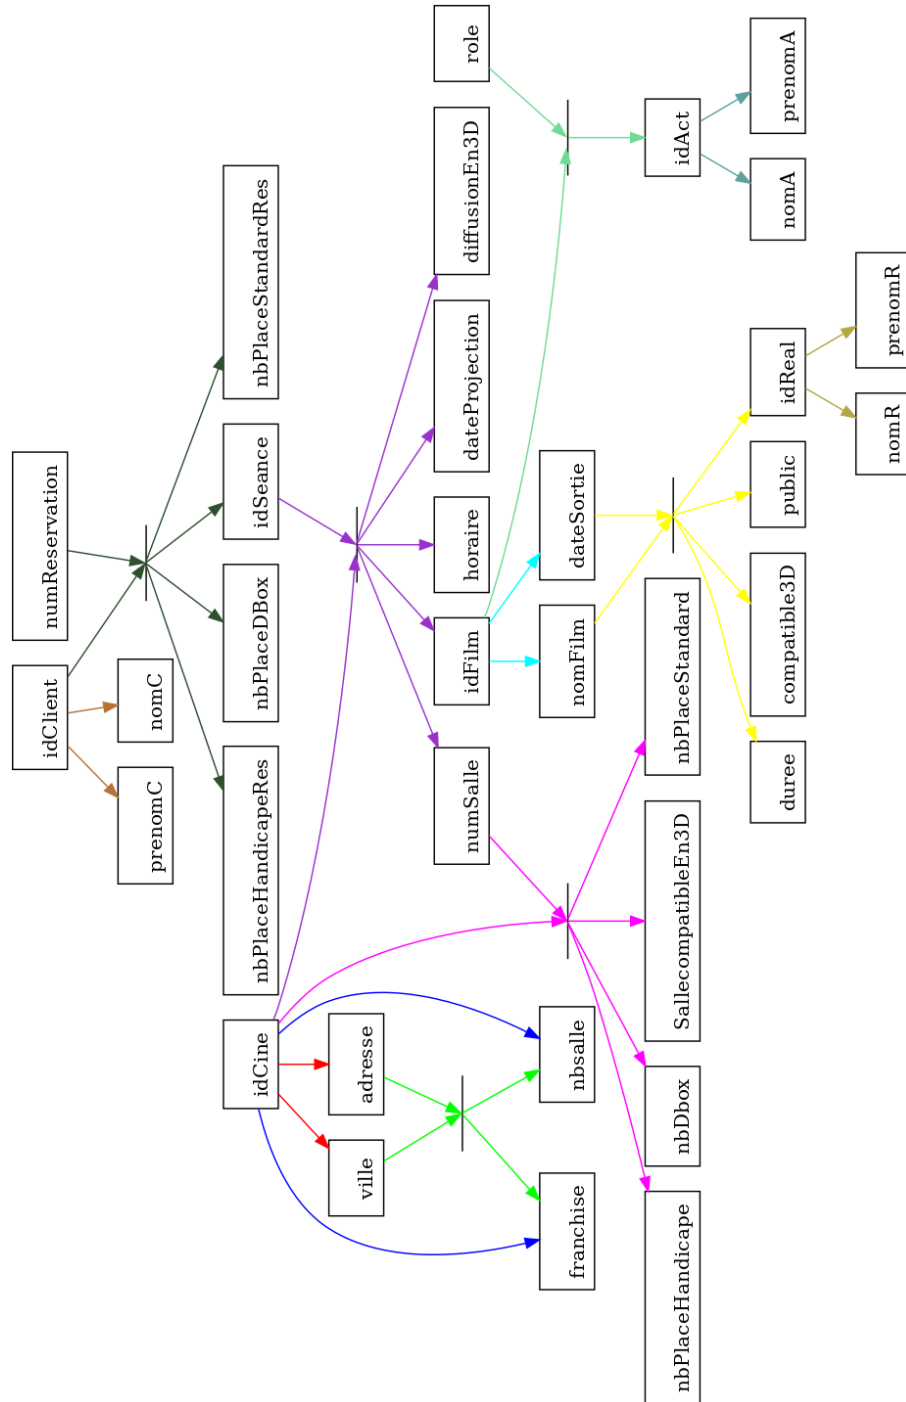 numReservation
idClient
nomC
prenomC
nbPlaceStandardRes
idSeance
nbPlaceDBox
nbPlaceHandicapeRes
idCine
adresse
ville
role
diffusionEn3D
dateProjection
horaire
idFilm
numSalle
dateSortie
nomFilm
nbsalle
franchise
idAct
nbPlaceStandard
SallecompatibleEn3D
nbDbox
nbPlaceHandicape
prenomA
nomA
idReal
public
compatible3D
duree
prenomR
nomR